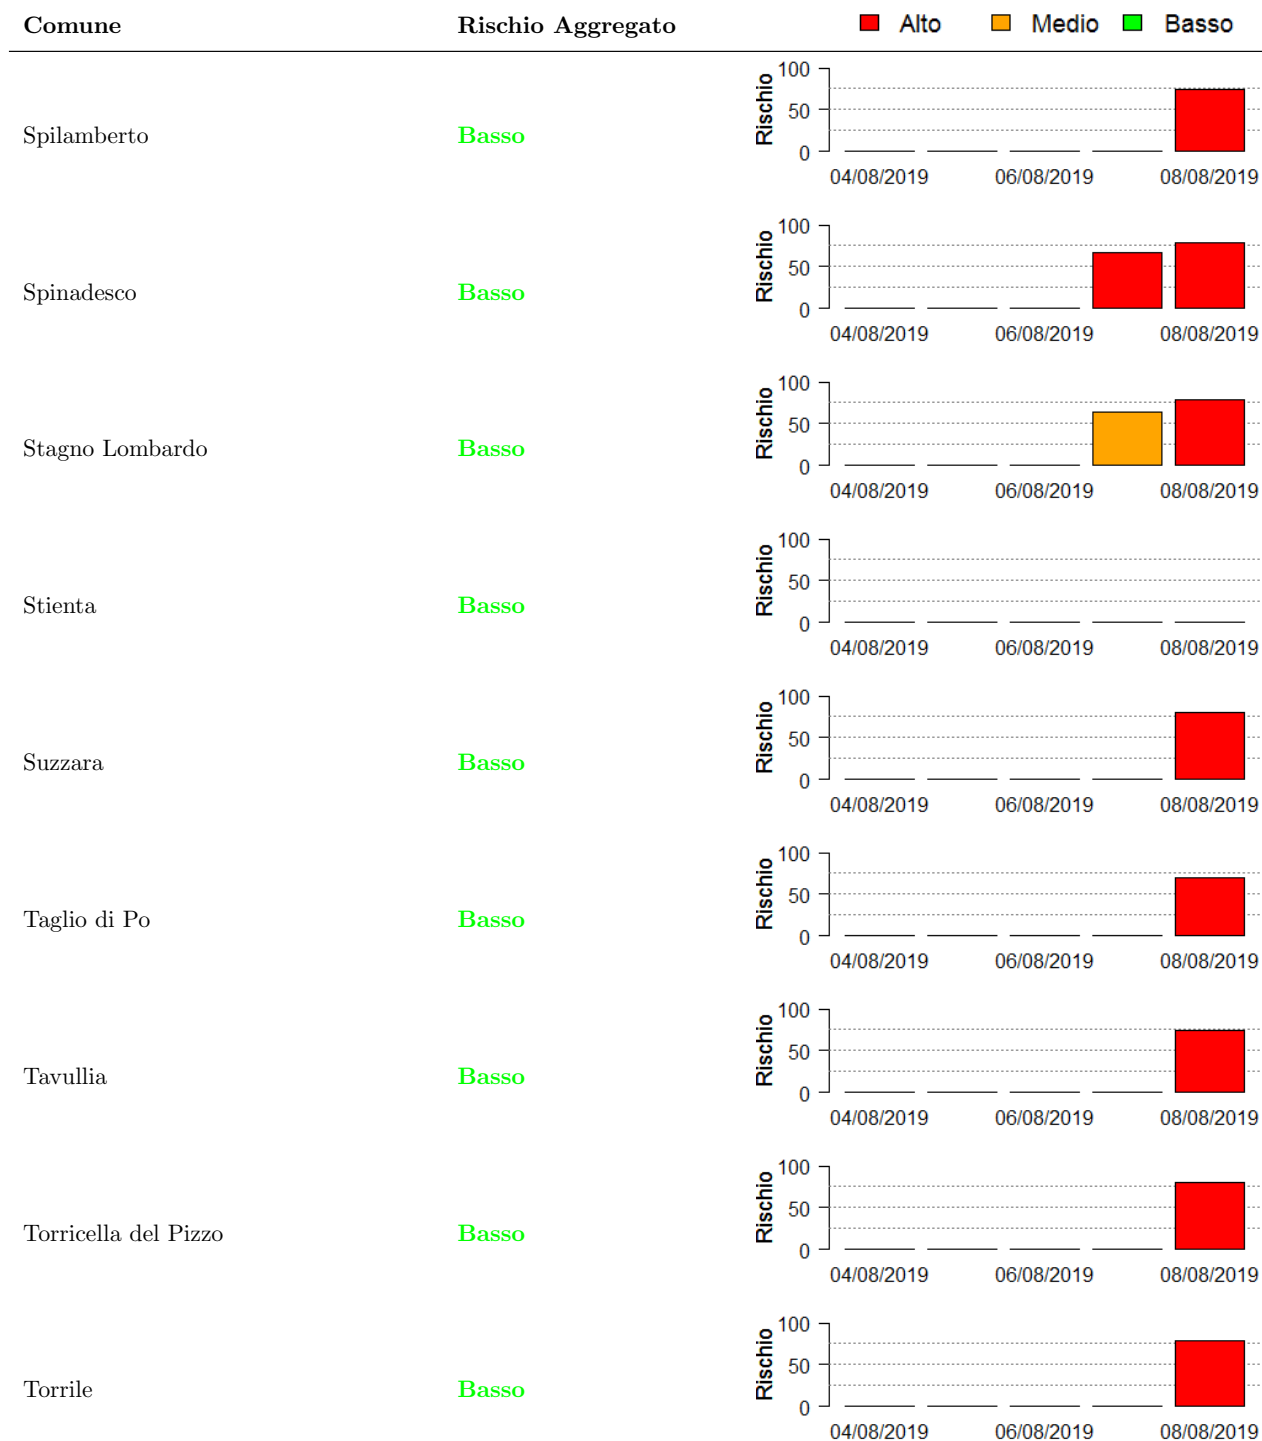 Comune Rischio Aggregato Alto Medio Basso
Spilamberto Basso
Rischio
100
50
0
04/08/2019 06/08/2019 08/08/2019
Spinadesco Basso
Rischio
100
50
0
04/08/2019 06/08/2019 08/08/2019
Stagno Lombardo Basso
Rischio
100
50
0
04/08/2019 06/08/2019 08/08/2019
Stienta Basso
Rischio
100
50
0
04/08/2019 06/08/2019 08/08/2019
Suzzara Basso
Rischio
100
50
0
04/08/2019 06/08/2019 08/08/2019
Taglio di Po Basso
Rischio
100
50
0
04/08/2019 06/08/2019 08/08/2019
Tavullia Basso
Rischio
100
50
0
04/08/2019 06/08/2019 08/08/2019
Torricella del Pizzo Basso
Rischio
100
50
0
04/08/2019 06/08/2019 08/08/2019
Torrile Basso
Rischio
100
50
0
04/08/2019 06/08/2019 08/08/2019